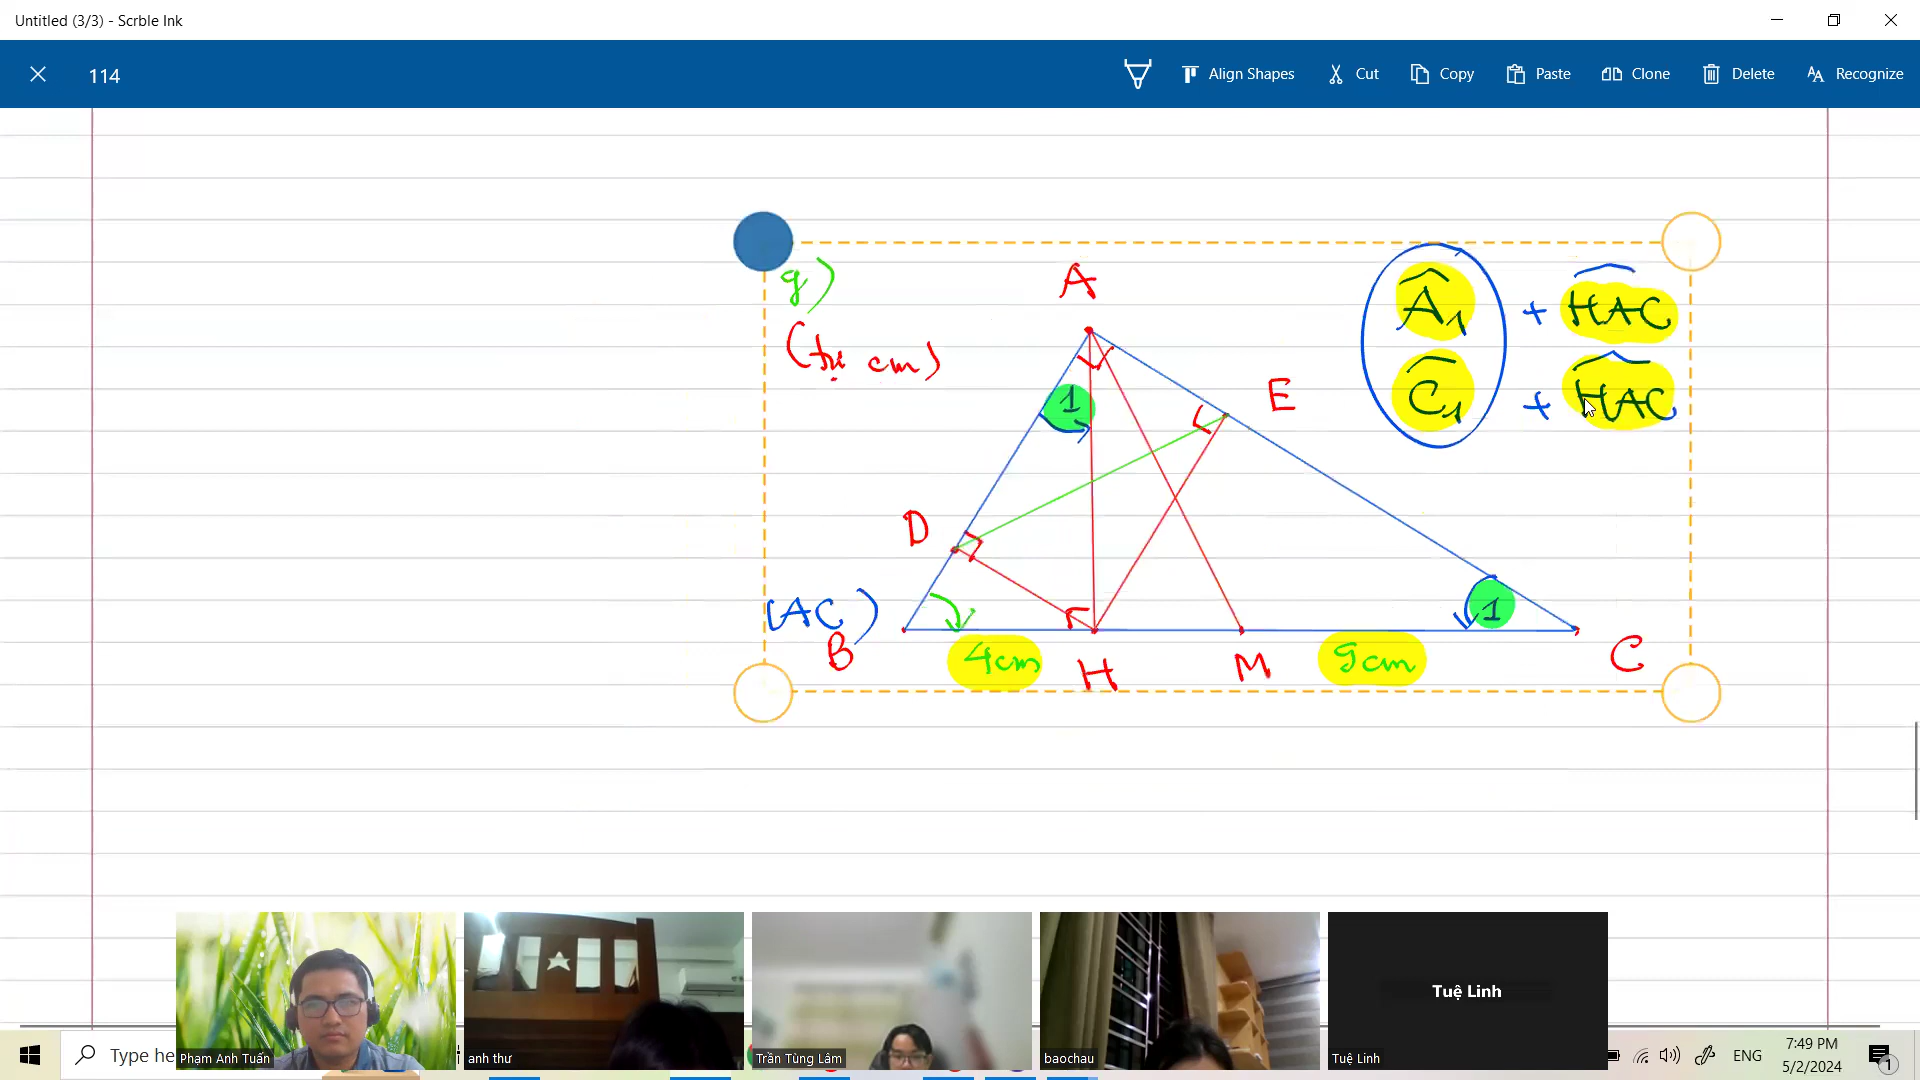 Untitled (3/3) - Scrble Ink
114
Align Shapes
Cut
Copy
Paste
Clone
Delete
Recognize
g)
(tự cm)
A
Â₁ + HAC
Ĉ₁ + HAC
1
E
D
(AC)
1
B
4cm
H
M
9cm
C
Phạm Anh Tuấn
anh thư
Trần Tùng Lâm
baochau
Tuệ Linh
Tuệ Linh
Type he
ENG
7:49 PM
5/2/2024
1